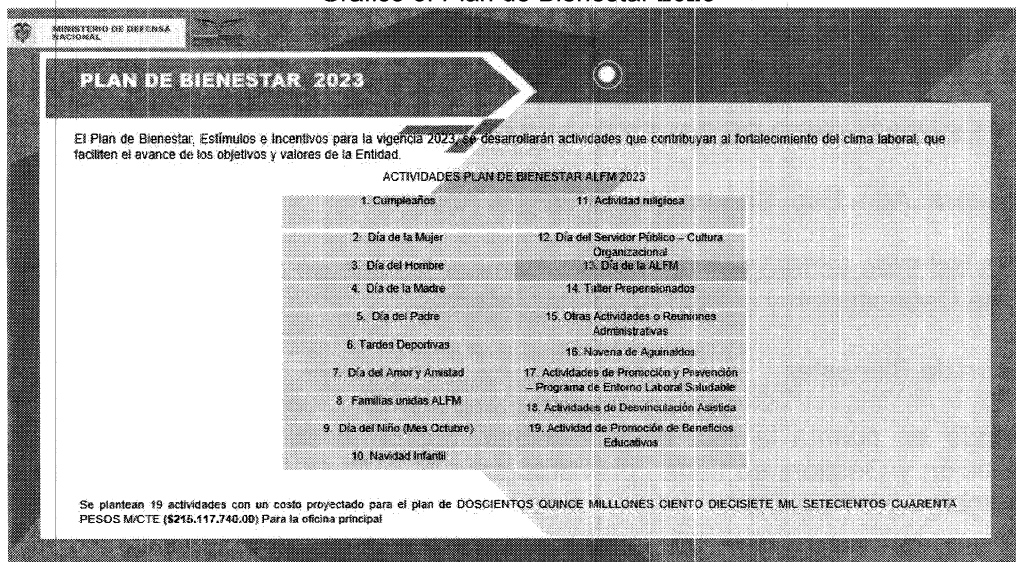 MINISTERIO DE DEFENSA
NACIONAL
PLAN DE BIENESTAR 2023
El Plan de Bienestar, Estímulos e Incentivos para la vigencia 2023, se desarrollarán actividades que contribuyan al fortalecimiento del clima laboral, que
faciliten el avance de los objetivos y valores de la Entidad.
ACTIVIDADES PLAN DE BIENESTAR ALFM 2023
1. Cumpleaños
2. Día de la Mujer
3. Día del Hombre
4. Día de la Madre
5. Día del Padre
6. Tardes Deportivas
7. Día del Amor y Amistad
8. Familias unidas ALFM
9. Día del Niño (Mes Octubre)
10. Navidad Infantil
11. Actividad religiosa
12. Día del Servidor Público – Cultura
Organizacional
13. Día de la ALFM
14. Taller Prepensionados
15. Otras Actividades o Reuniones
Administrativas
16. Novena de Aguinaldos
17. Actividades de Promoción y Prevención
– Programa de Entorno Laboral Saludable
18. Actividades de Desvinculación Asistida
19. Actividad de Promoción de Beneficios
Educativos
Se plantean 19 actividades con un costo proyectado para el plan de DOSCIENTOS QUINCE MILLLONES CIENTO DIECISIETE MIL SETECIENTOS CUARENTA
PESOS M/CTE ($215.117.740.00) Para la oficina principal